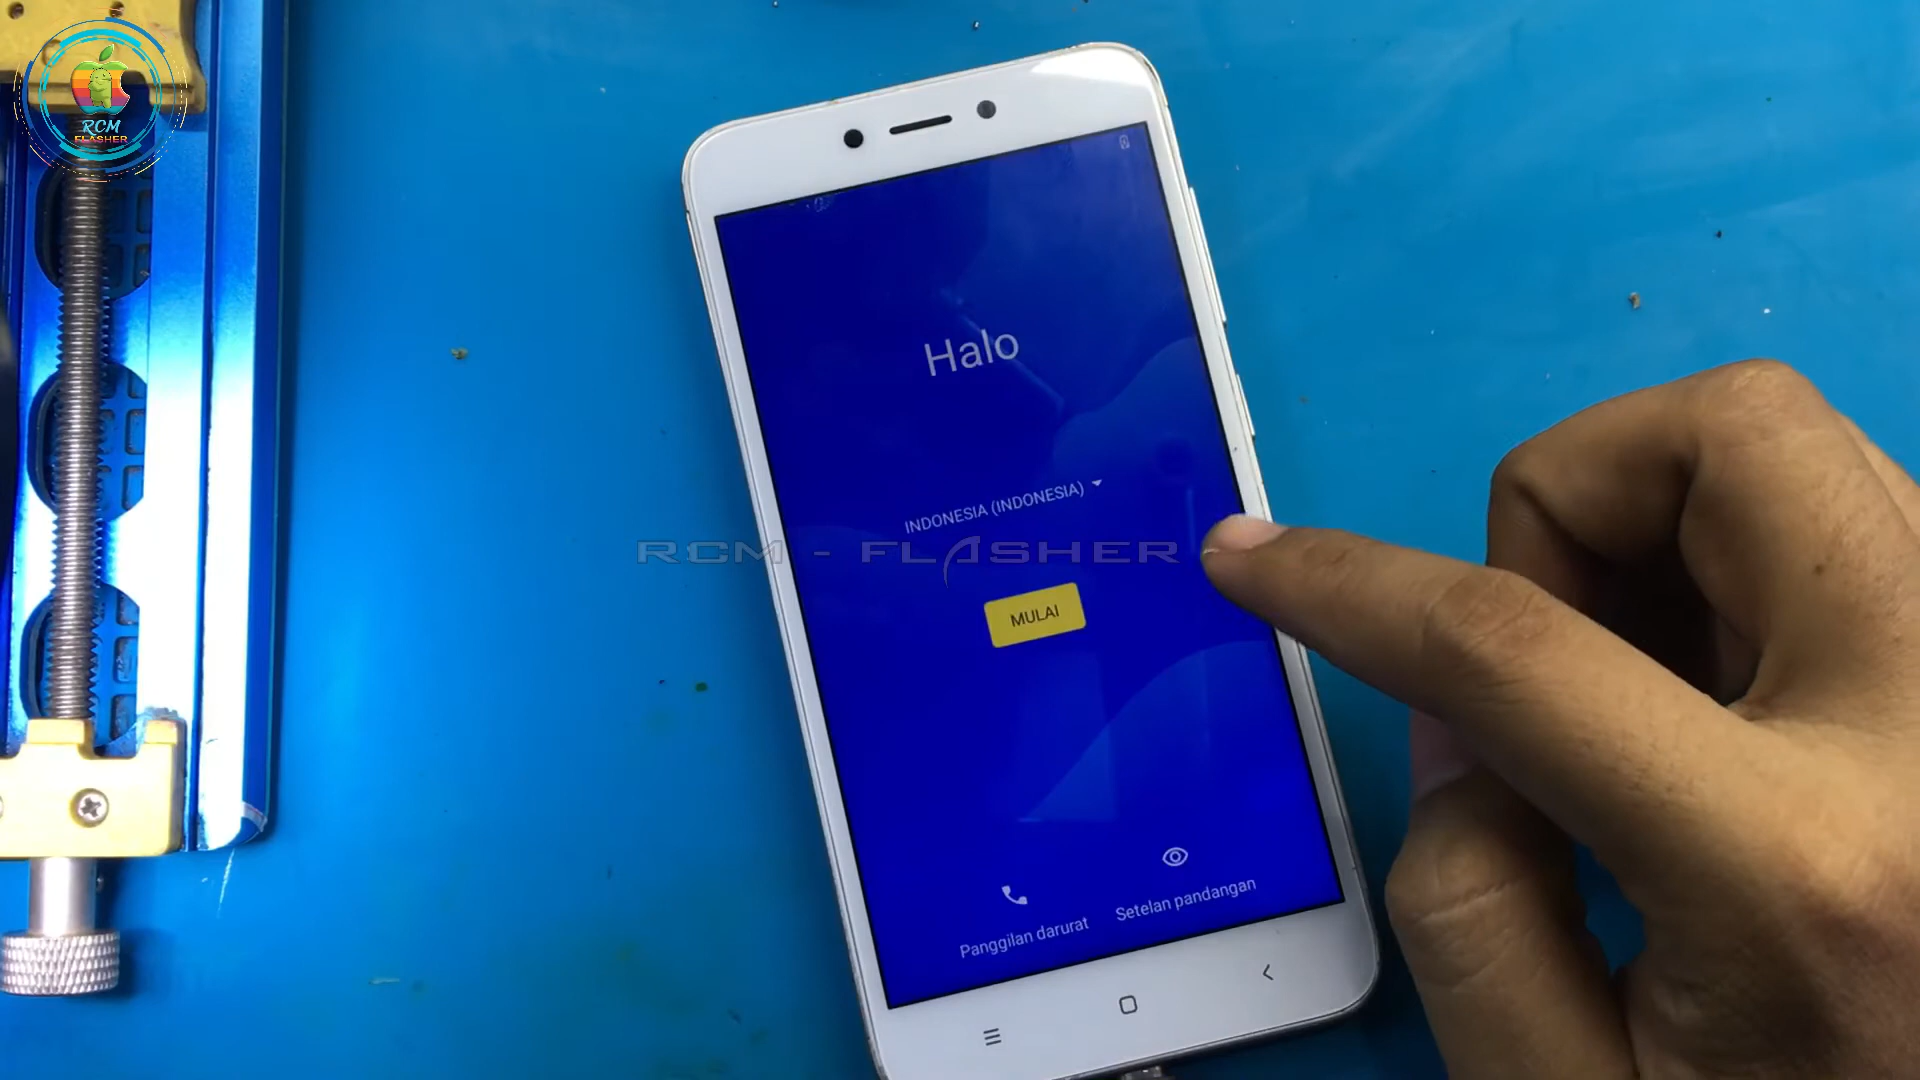 RCM
FLASHER
Halo
INDONESIA (INDONESIA)
RCM - FLASHER
MULAI
Panggilan darurat
Setelan pandangan